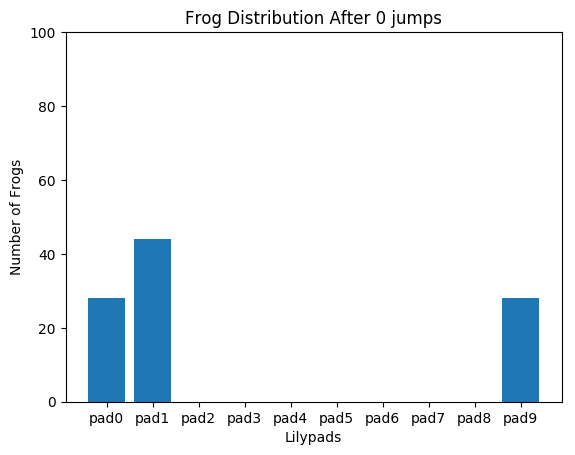 Frog Distribution After 0 jumps
100
80
60
40
20
0
Number of Frogs
pad0 pad1 pad2 pad3 pad4 pad5 pad6 pad7 pad8 pad9
Lilypads